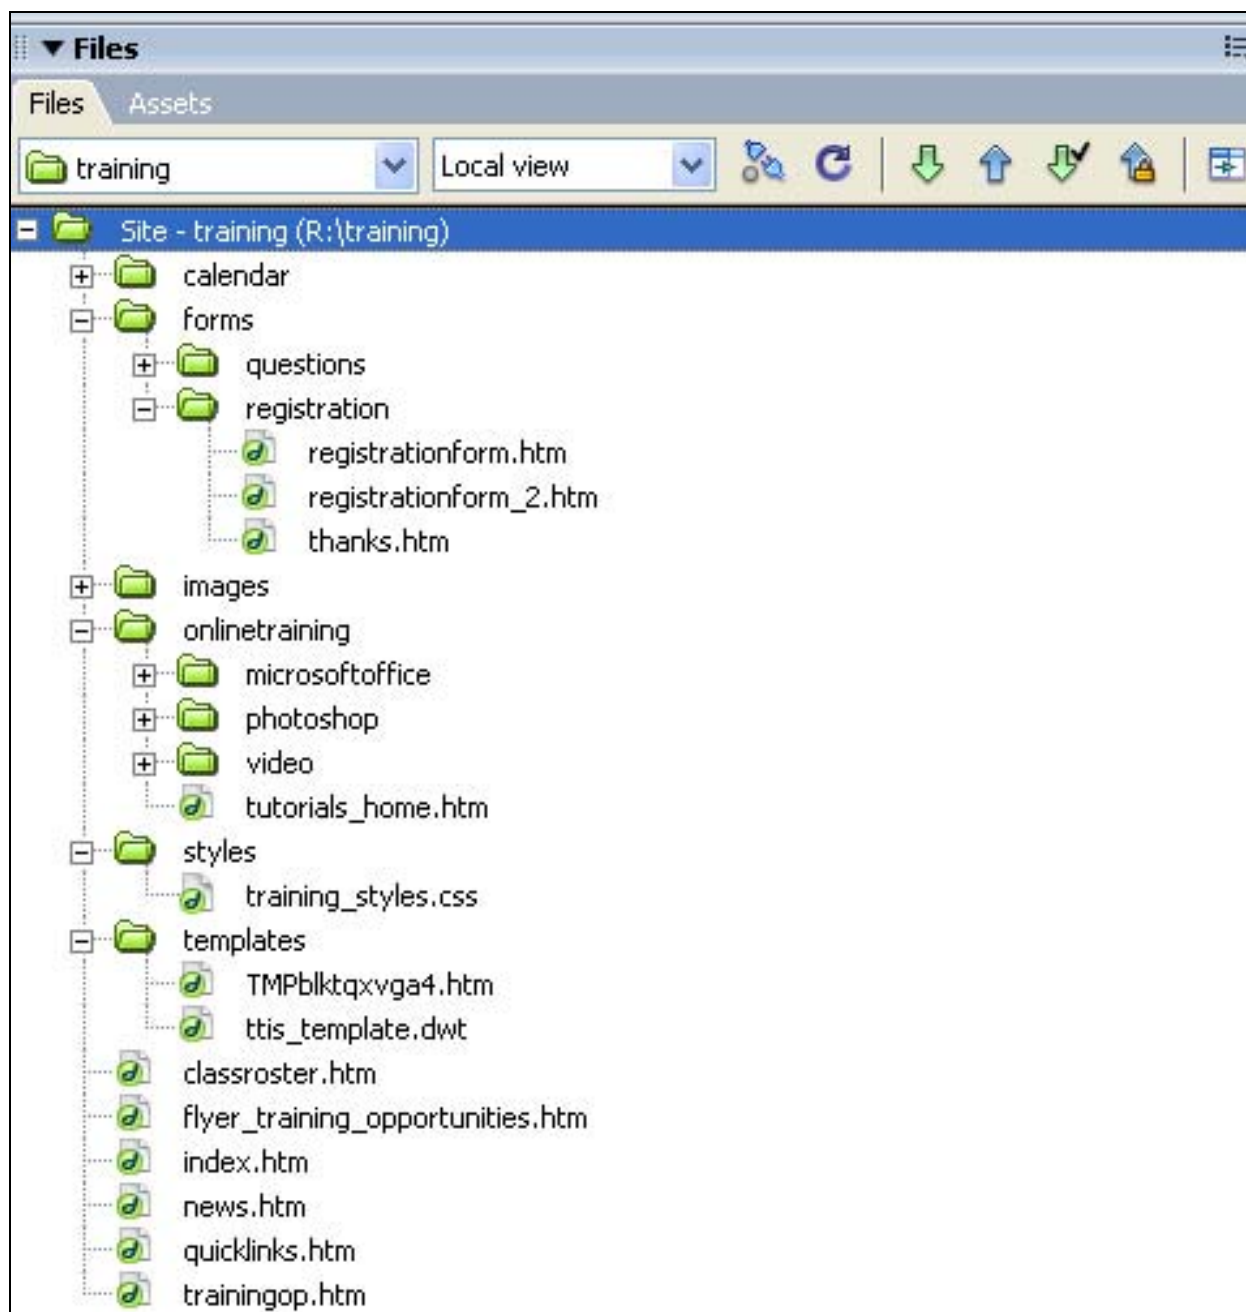 Files
Files Assets
training Local view
Site - training (R:\training)
calendar
forms
questions
registration
registrationform.htm
registrationform_2.htm
thanks.htm
images
onlinetraining
microsoftoffice
photoshop
video
tutorials_home.htm
styles
training_styles.css
templates
TMPblktqxvga4.htm
ttis_template.dwt
classroster.htm
flyer_training_opportunities.htm
index.htm
news.htm
quicklinks.htm
trainingop.htm